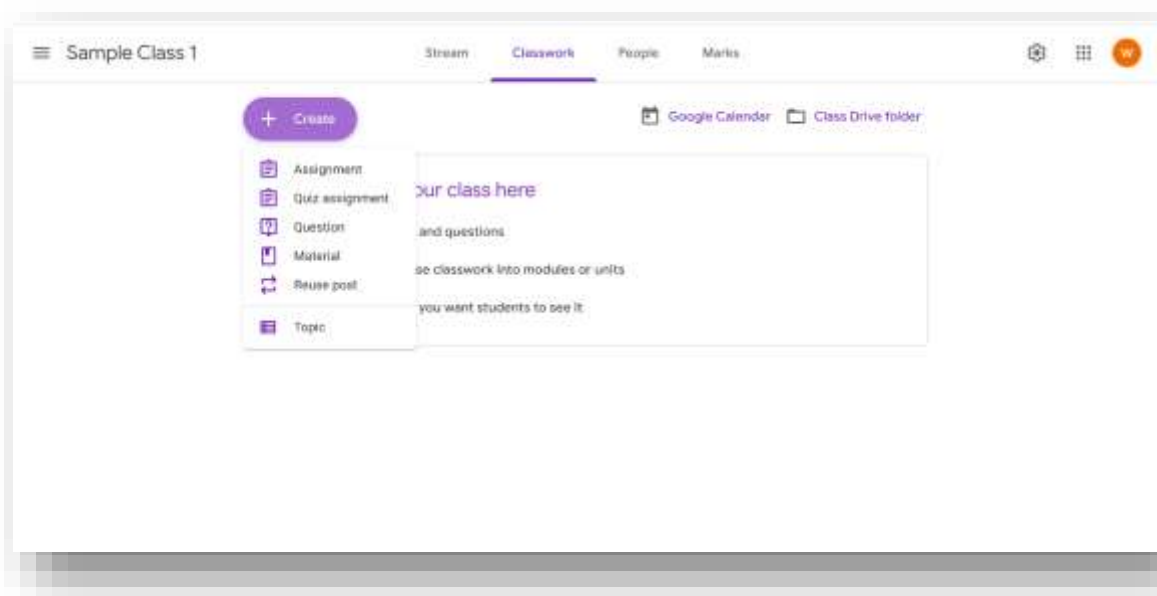 Sample Class 1
Stream Classwork People Marks
W
Create
Google Calendar Class Drive folder
Assignment
Quiz assignment
Question
Material
Reuse post
Topic
our class here
and questions
se classwork into modules or units
you want students to see it